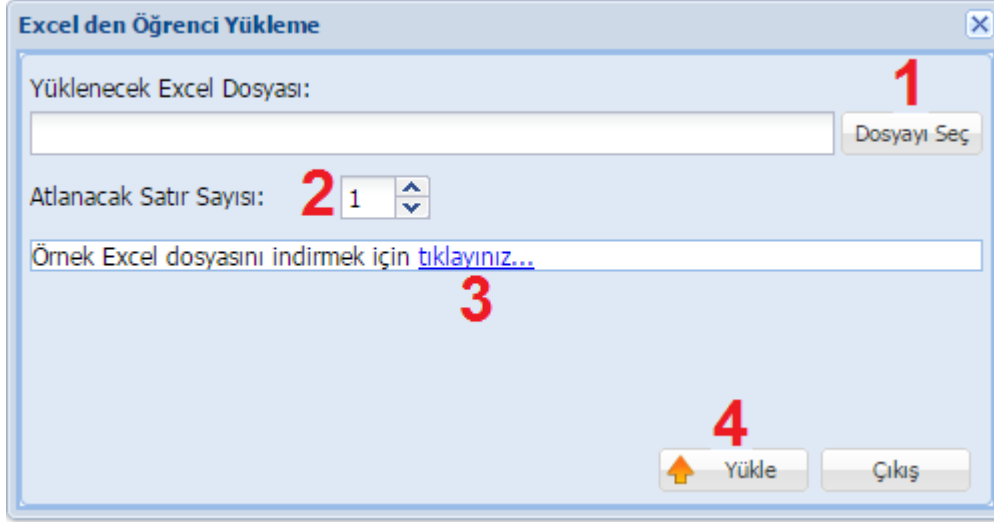 Excel den Öğrenci Yükleme
Yüklenecek Excel Dosyası:
1
Dosyayı Seç
Atlanacak Satır Sayısı: 2 1
Örnek Excel dosyasını indirmek için tıklayınız...
3
4
Yükle Çıkış